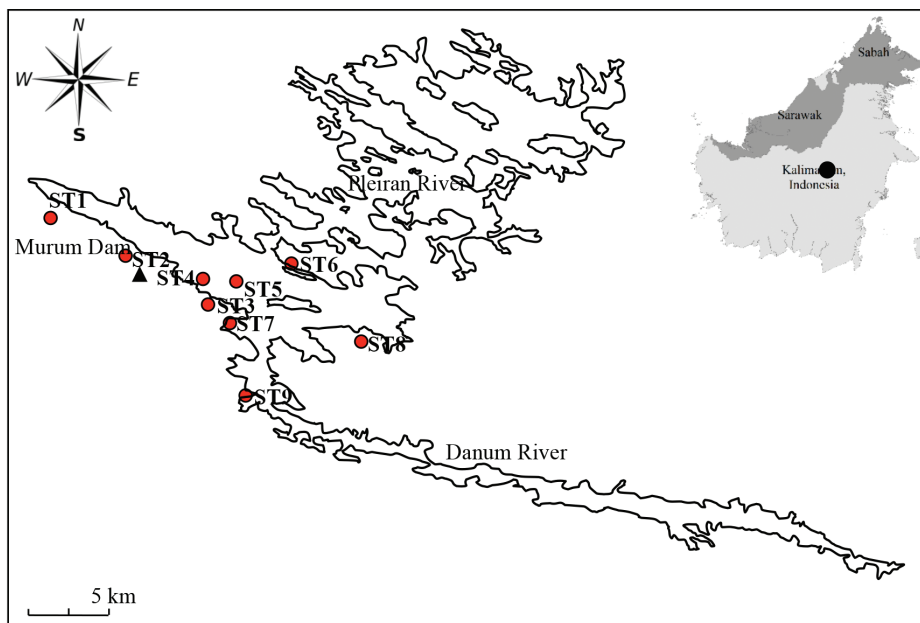 N
W
E
S
Sabah
Sarawak
Kalimantan,
Indonesia
Pleiran River
ST1
Murum Dam
ST2
ST6
ST4
ST5
ST3
ST7
ST8
ST9
Danum River
5 km